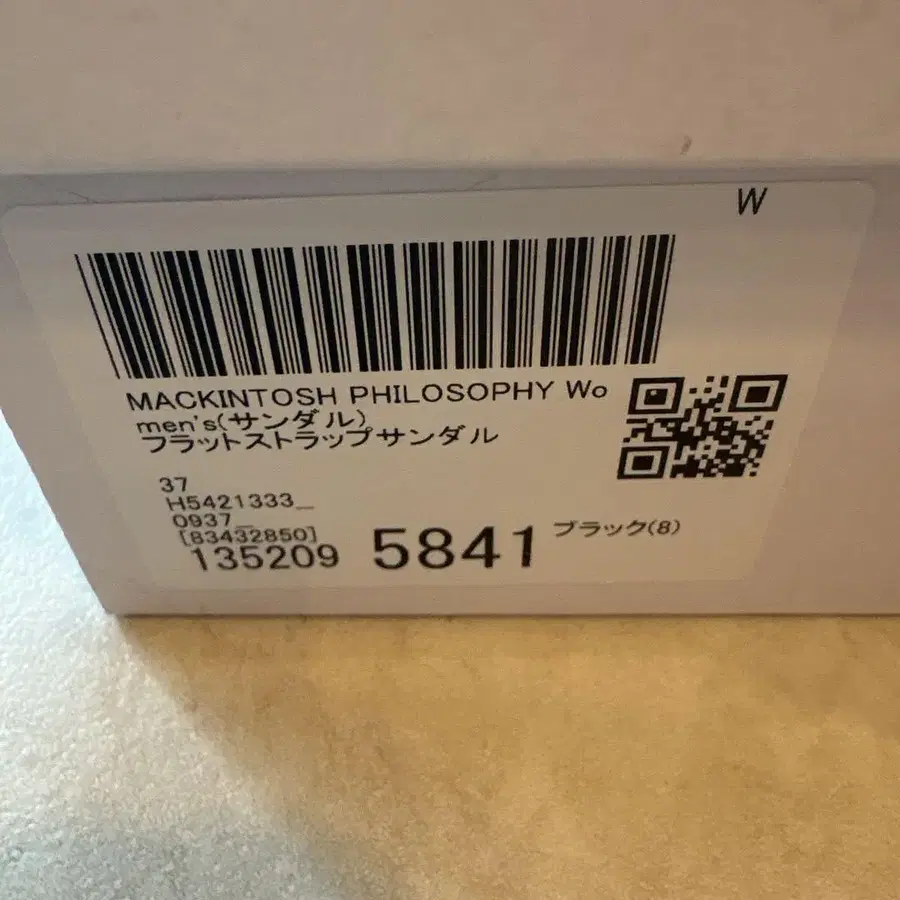 W
MACKINTOSH PHILOSOPHY Wo
men's(サンダル)
フラットストラップサンダル
37
H5421333_
0937_
[83432850]
135209 5841 ブラック(8)